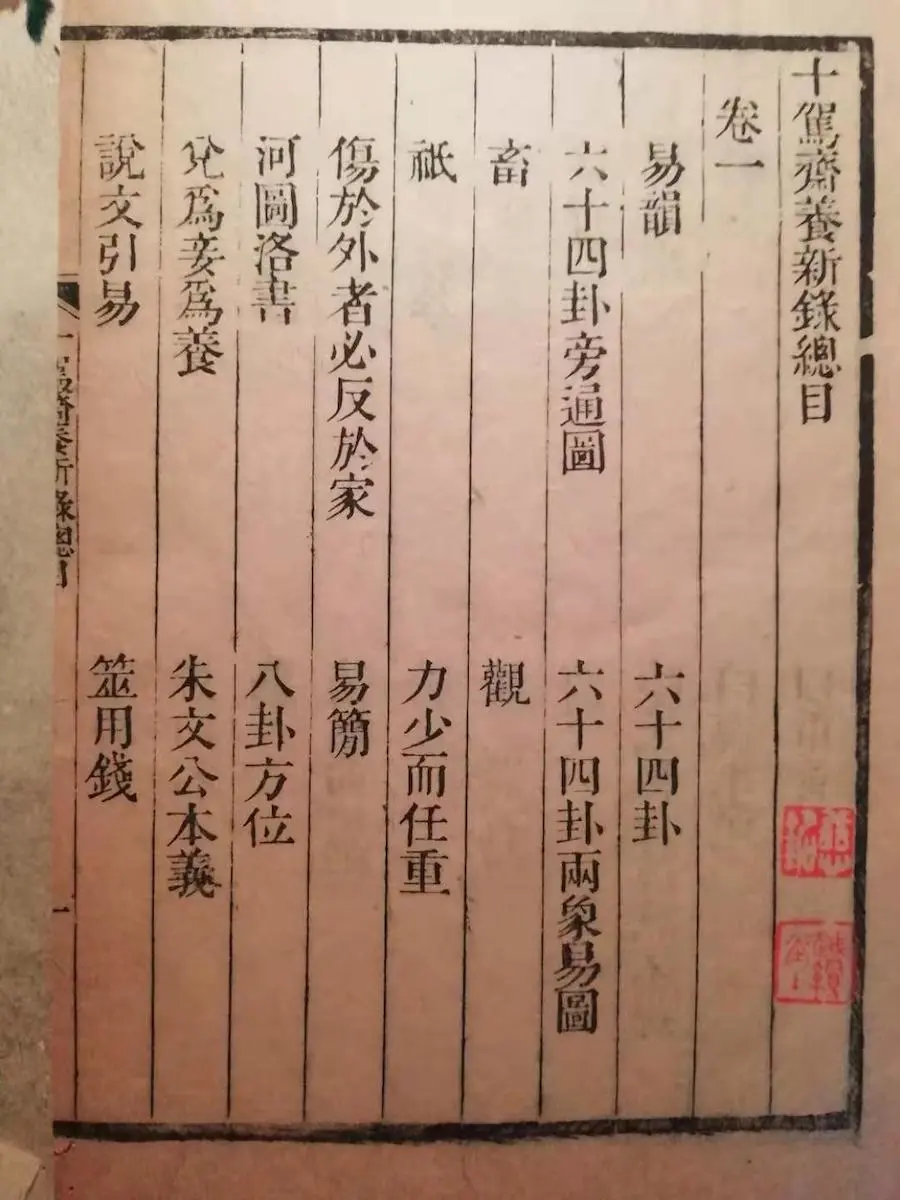 十駕齋養新錄總目
卷一
易韻 六十四卦
六十四卦旁通圖 六十四卦兩象易圖
畜 觀
祇 力少而任重
傷於外者必反於家 易簡
河圖洛書 八卦方位
兌爲妾爲養 朱文公本義
說文引易 筮用錢